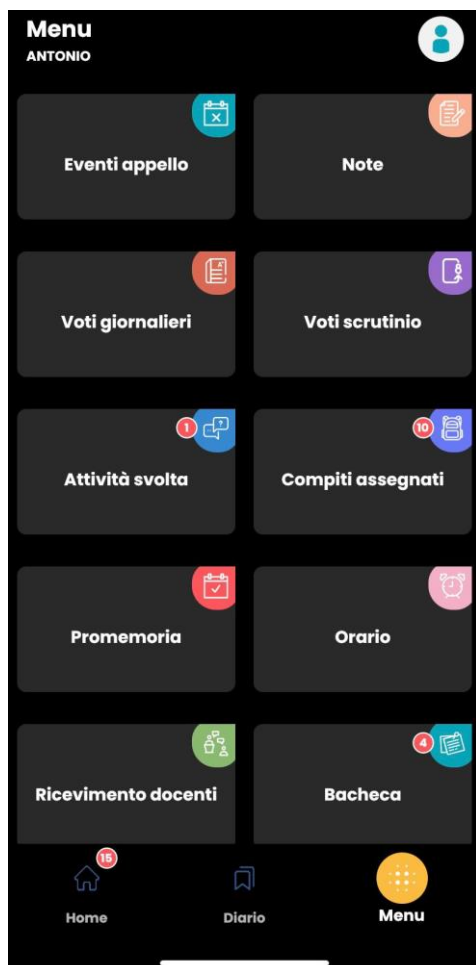 Menu
ANTONIO
Eventi appello
Note
Voti giornalieri
Voti scrutinio
1
10
Attività svolta
Compiti assegnati
Promemoria
Orario
4
Ricevimento docenti
Bacheca
15
Home
Diario
Menu